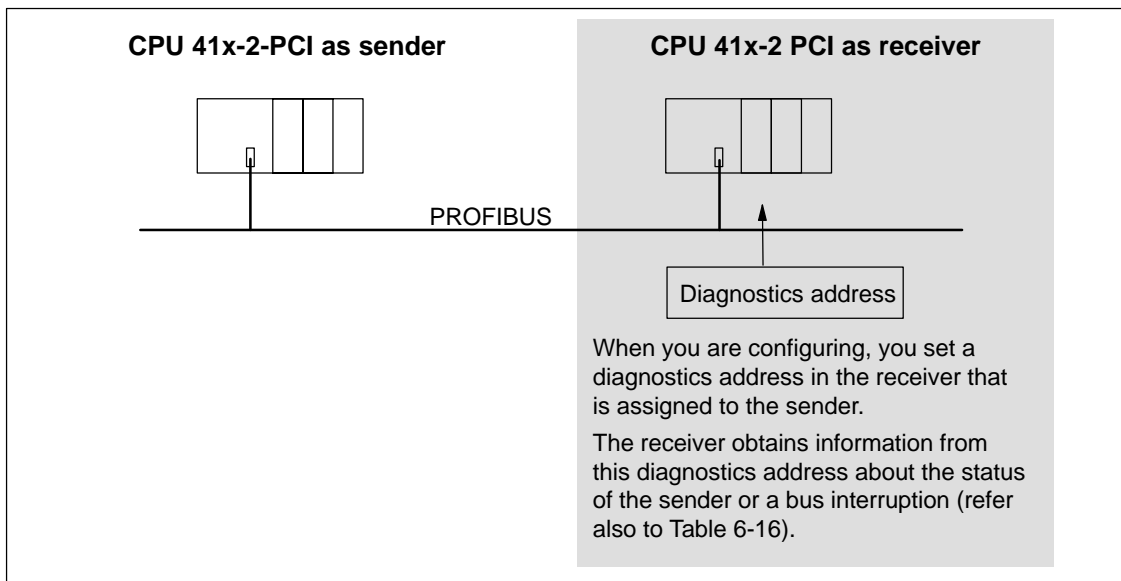 CPU 41x-2-PCI as sender
CPU 41x-2 PCI as receiver
PROFIBUS
Diagnostics address
When you are configuring, you set a
diagnostics address in the receiver that
is assigned to the sender.
The receiver obtains information from
this diagnostics address about the status
of the sender or a bus interruption (refer
also to Table 6-16).